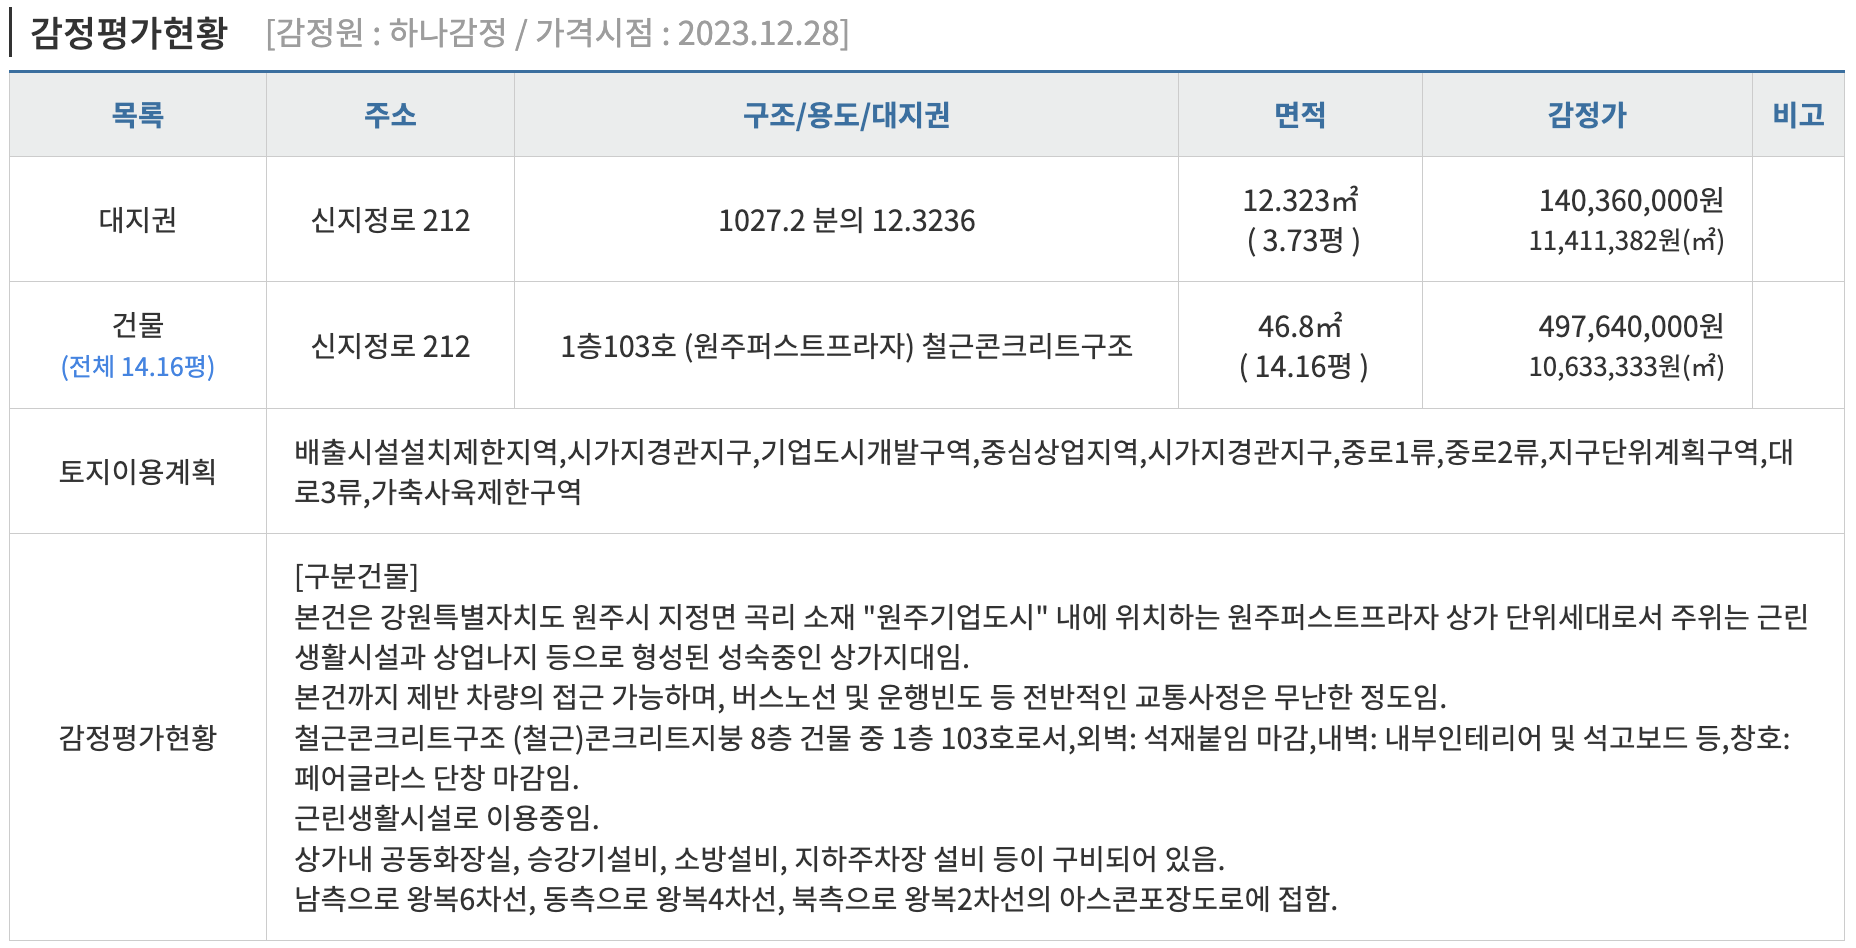 감정평가현황 [감정원 : 하나감정 / 가격시점 : 2023.12.28]
목록 주소 구조/용도/대지권 면적 감정가 비고
대지권 신지정로 212 1027.2 분의 12.3236 12.323㎡ 140,360,000원
( 3.73평 ) 11,411,382원(㎡)
건물 신지정로 212 1층103호 (원주퍼스트프라자) 철근콘크리트구조 46.8㎡ 497,640,000원
(전체 14.16평) ( 14.16평 ) 10,633,333원(㎡)
토지이용계획 배출시설설치제한지역,시가지경관지구,기업도시개발구역,중심상업지역,시가지경관지구,중로1류,중로2류,지구단위계획구역,대
로3류,가축사육제한구역
감정평가현황
[구분건물]
본건은 강원특별자치도 원주시 지정면 곡리 소재 "원주기업도시" 내에 위치하는 원주퍼스트프라자 상가 단위세대로서 주위는 근린
생활시설과 상업나지 등으로 형성된 성숙중인 상가지대임.
본건까지 제반 차량의 접근 가능하며, 버스노선 및 운행빈도 등 전반적인 교통사정은 무난한 정도임.
철근콘크리트구조 (철근)콘크리트지붕 8층 건물 중 1층 103호로서,외벽: 석재붙임 마감,내벽: 내부인테리어 및 석고보드 등,창호:
페어글라스 단창 마감임.
근린생활시설로 이용중임.
상가내 공동화장실, 승강기설비, 소방설비, 지하주차장 설비 등이 구비되어 있음.
남측으로 왕복6차선, 동측으로 왕복4차선, 북측으로 왕복2차선의 아스콘포장도로에 접함.